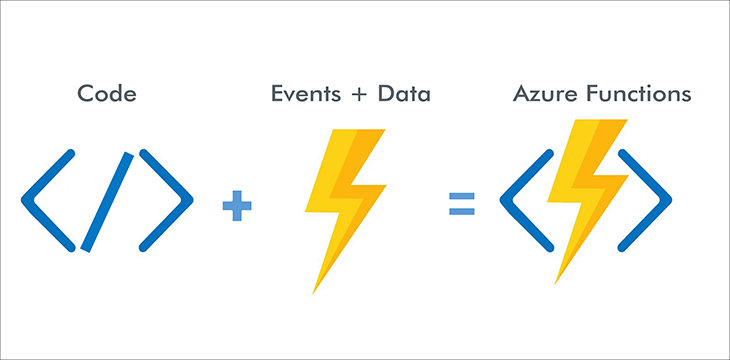 Code
Events + Data
Azure Functions